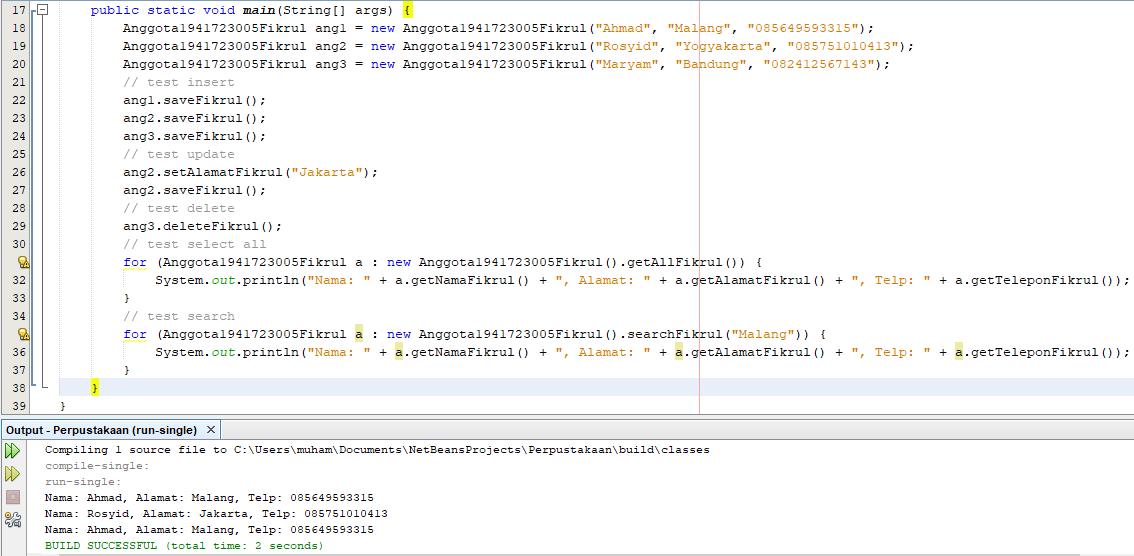 17 public static void main(String[] args) {
18 Anggota1941723005Fikrul ang1 = new Anggota1941723005Fikrul("Ahmad", "Malang", "085649593315");
19 Anggota1941723005Fikrul ang2 = new Anggota1941723005Fikrul("Rosyid", "Yogyakarta", "085751010413");
20 Anggota1941723005Fikrul ang3 = new Anggota1941723005Fikrul("Maryam", "Bandung", "082412567143");
21 // test insert
22 ang1.saveFikrul();
23 ang2.saveFikrul();
24 ang3.saveFikrul();
25 // test update
26 ang2.setAlamatFikrul("Jakarta");
27 ang2.saveFikrul();
28 // test delete
29 ang3.deleteFikrul();
30 // test select all
for (Anggota1941723005Fikrul a : new Anggota1941723005Fikrul().getAllFikrul()) {
32 System.out.println("Nama: " + a.getNamaFikrul() + ", Alamat: " + a.getAlamatFikrul() + ", Telp: " + a.getTeleponFikrul());
33 }
34 // test search
for (Anggota1941723005Fikrul a : new Anggota1941723005Fikrul().searchFikrul("Malang")) {
36 System.out.println("Nama: " + a.getNamaFikrul() + ", Alamat: " + a.getAlamatFikrul() + ", Telp: " + a.getTeleponFikrul());
37 }
38 }
39 }
Output - Perpustakaan (run-single) ×
Compiling 1 source file to C:\Users\muham\Documents\NetBeansProjects\Perpustakaan\build\classes
compile-single:
run-single:
Nama: Ahmad, Alamat: Malang, Telp: 085649593315
Nama: Rosyid, Alamat: Jakarta, Telp: 085751010413
Nama: Ahmad, Alamat: Malang, Telp: 085649593315
BUILD SUCCESSFUL (total time: 2 seconds)